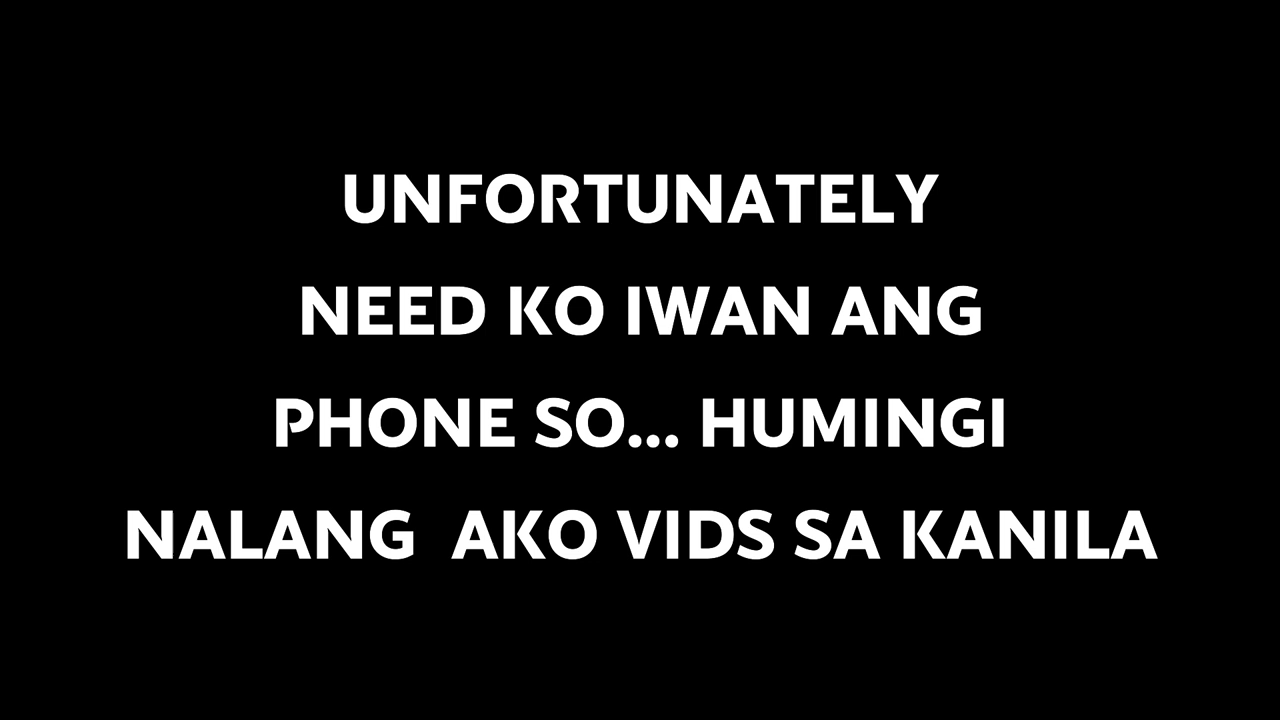 UNFORTUNATELY
NEED KO IWAN ANG
PHONE SO... HUMINGI
NALANG  AKO VIDS SA KANILA